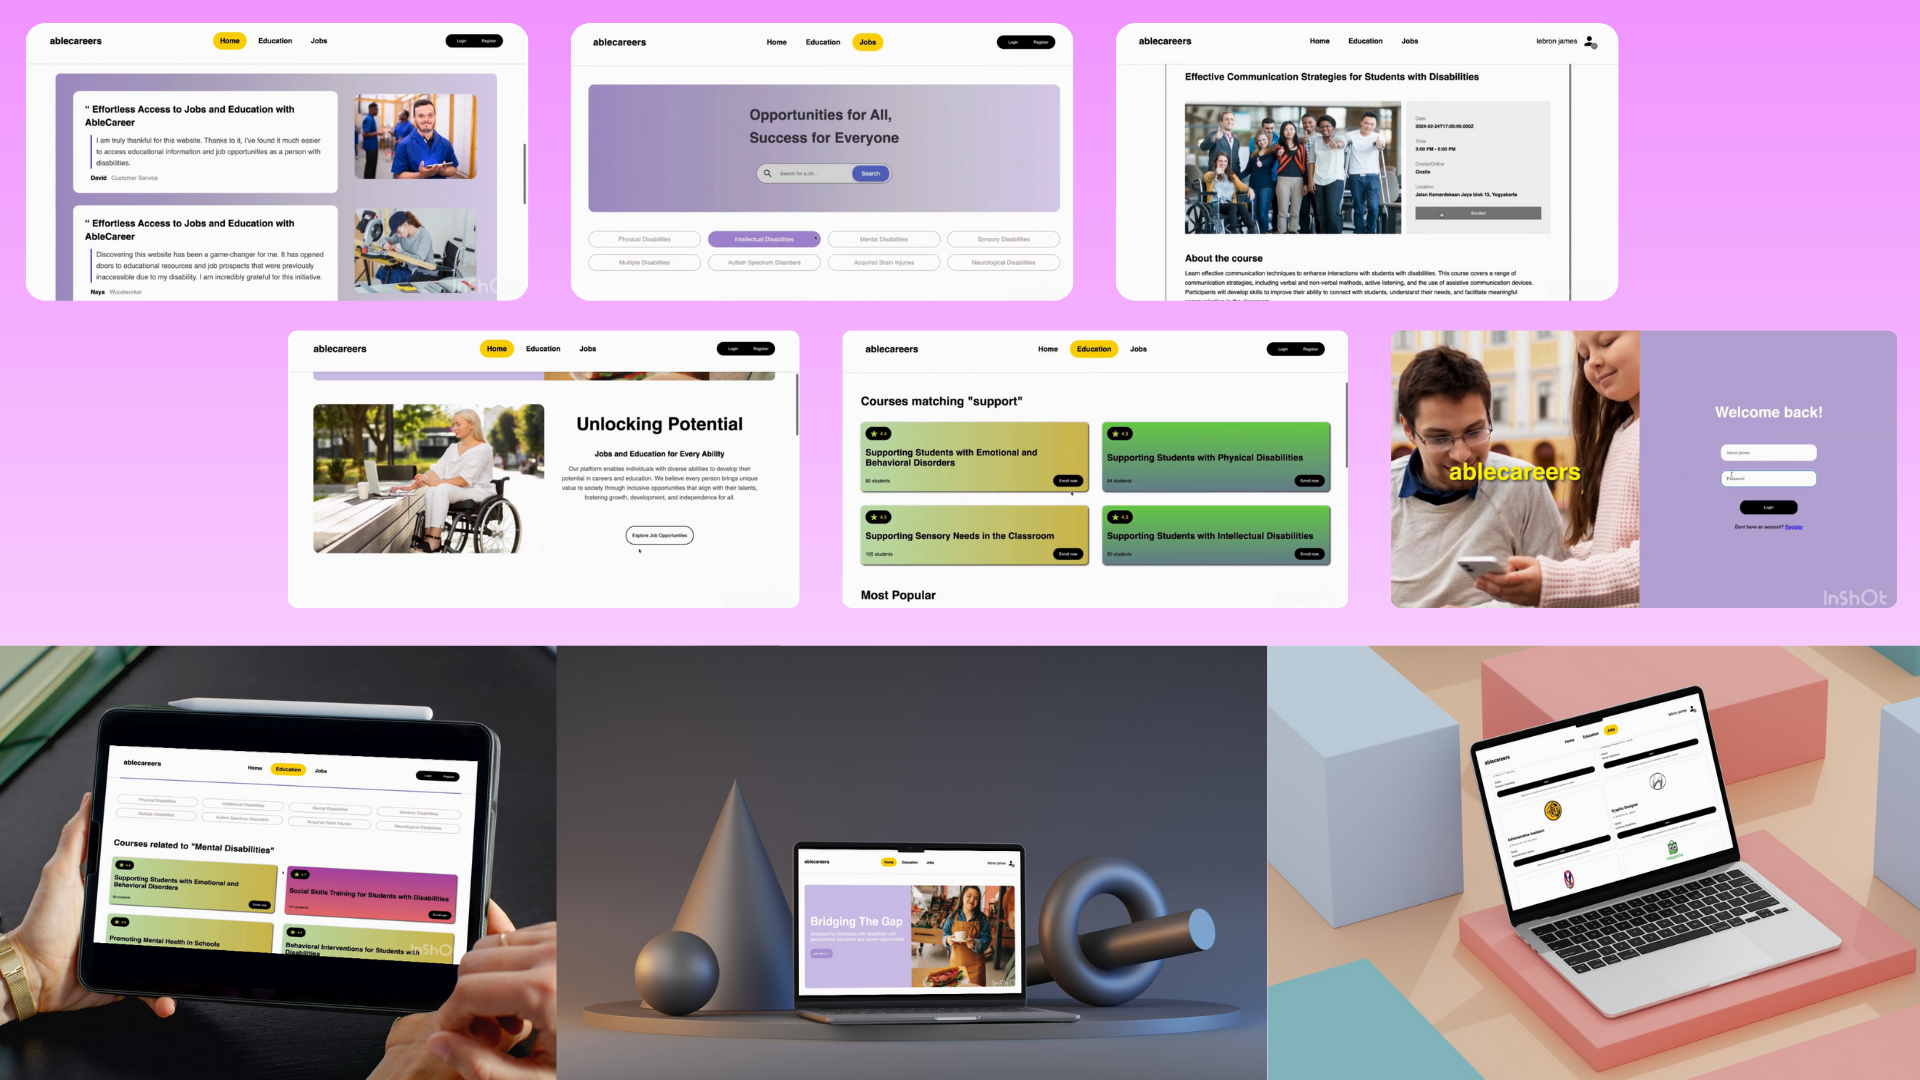 ablecareers
Home Education Jobs
Login Register
“ Effortless Access to Jobs and Education with
AbleCareer
I am truly thankful for this website. Thanks to it, I've found it much easier
to access educational information and job opportunities as a person with
disabilities.
David Customer Service
“ Effortless Access to Jobs and Education with
AbleCareer
Discovering this website has been a game-changer for me. It has opened
doors to educational resources and job prospects that were previously
inaccessible due to my disability. I am incredibly grateful for this initiative.
Naya Woodworker
InShOt
ablecareers
Home Education Jobs
Login Register
Opportunities for All,
Success for Everyone
Search for a job...
Search
Physical Disabilities Intellectual Disabilities Mental Disabilities Sensory Disabilities
Multiple Disabilities Autism Spectrum Disorders Acquired Brain Injuries Neurological Disabilities
ablecareers
Home Education Jobs
lebron james
Effective Communication Strategies for Students with Disabilities
Date
2024-02-24T17:00:00.000Z
Time
3:00 PM - 5:00 PM
Onsite/Online
Onsite
Location
Jalan Kemerdekaan Jaya blok 13, Yogyakarta
Enrolled
About the course
Learn effective communication techniques to enhance interactions with students with disabilities. This course covers a range of
communication strategies, including verbal and non-verbal methods, active listening, and the use of assistive communication devices.
Participants will develop skills to improve their ability to connect with students, understand their needs, and facilitate meaningful
ablecareers
Home Education Jobs
Login Register
Unlocking Potential
Jobs and Education for Every Ability
Our platform enables individuals with diverse abilities to develop their
potential in careers and education. We believe every person brings unique
value to society through inclusive opportunities that align with their talents,
fostering growth, development, and independence for all.
Explore Job Opportunities
ablecareers
Home Education Jobs
Login Register
Courses matching "support"
4.4
Supporting Students with Emotional and
Behavioral Disorders
90 students
Enroll now
4.9
Supporting Students with Physical Disabilities
94 students
Enroll now
4.5
Supporting Sensory Needs in the Classroom
105 students
Enroll now
4.9
Supporting Students with Intellectual Disabilities
90 students
Enroll now
Most Popular
ablecareers
Welcome back!
lebron james
Password
Login
Dont have an account? Register
InShOt
ablecareers
Home Education Jobs
Login Register
Physical Disabilities Intellectual Disabilities Mental Disabilities Sensory Disabilities
Multiple Disabilities Autism Spectrum Disorders Acquired Brain Injuries Neurological Disabilities
Courses related to "Mental Disabilities"
4.4
Supporting Students with Emotional and
Behavioral Disorders
90 students
Enroll now
4.7
Social Skills Training for Students with Disabilities
Enroll now
Promoting Mental Health in Schools
Behavioral Interventions for Students with
Disabilities
InShO
ablecareers
Home Education Jobs
lebron james
Bridging The Gap
Empowering individuals with disabilities with
personalized education and career opportunities
InShOt
ablecareers
Home Education Jobs
lebron james
Administrative Assistant
Graphic Designer
tokopedia